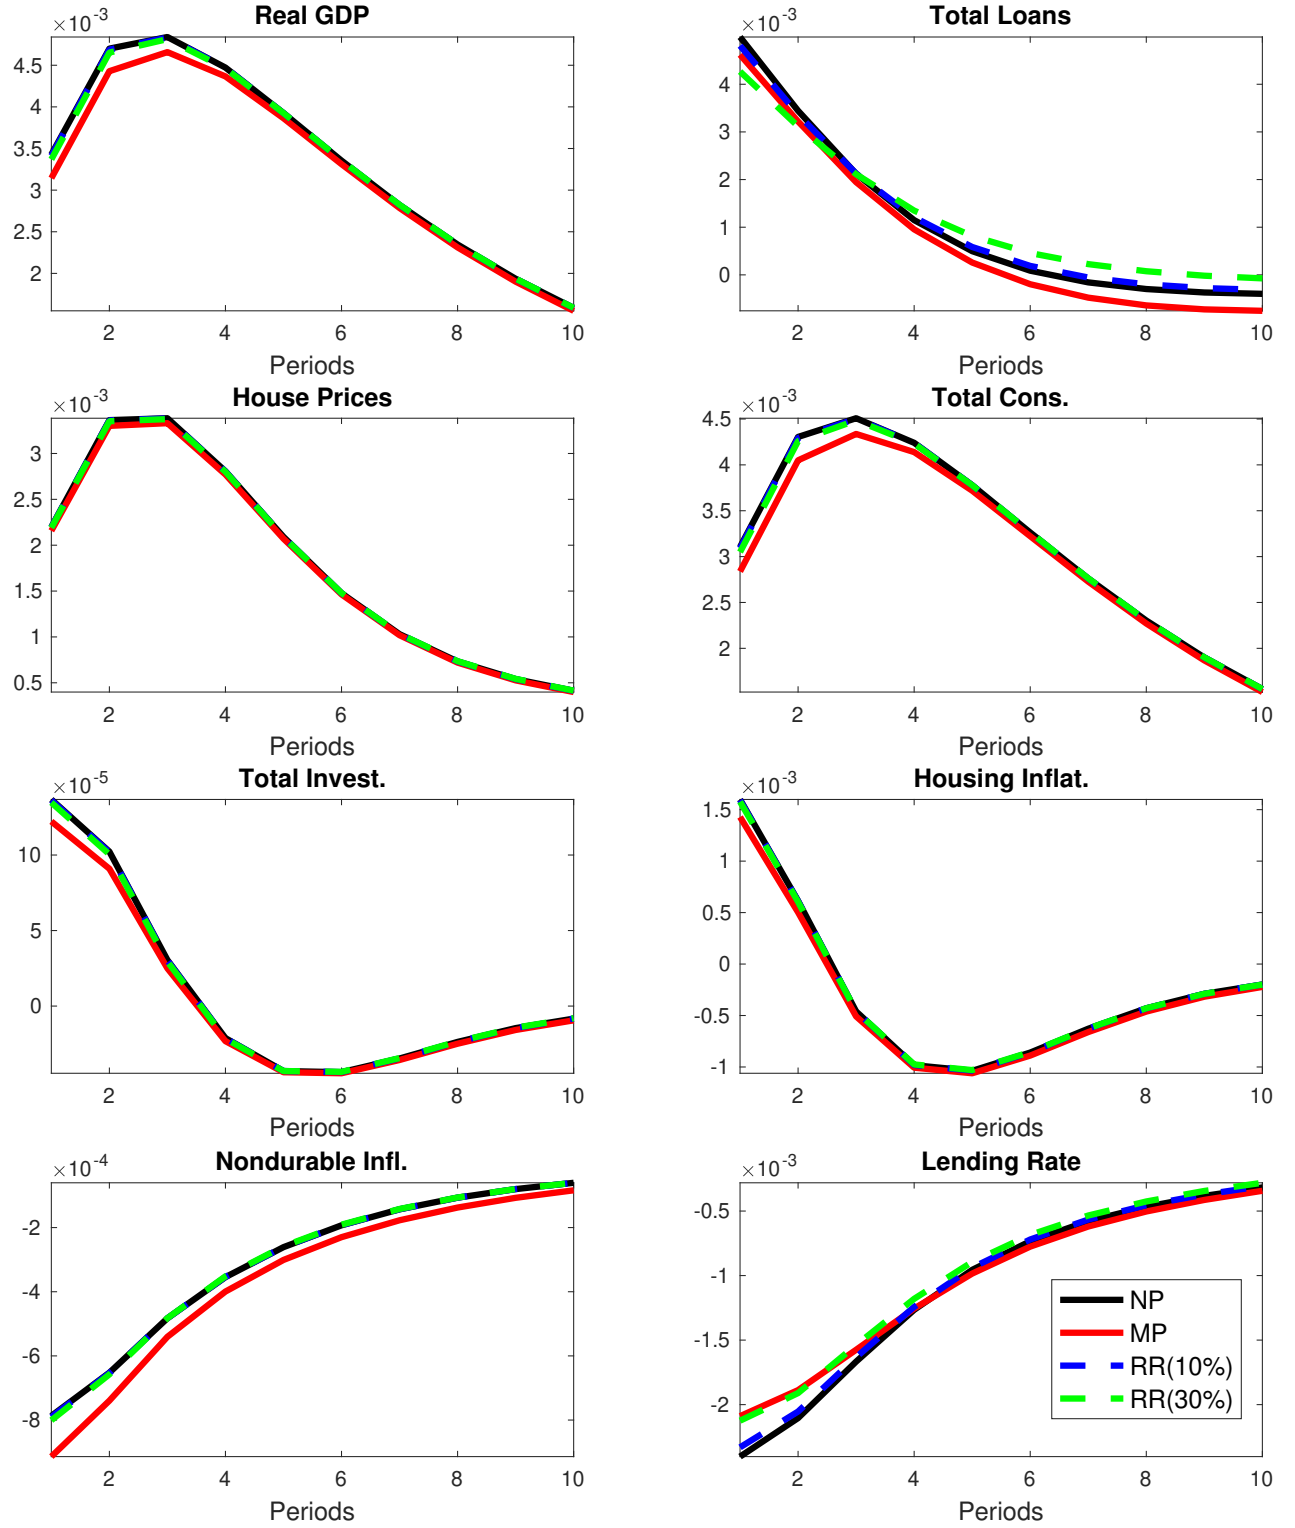 Real GDP
×10-3
4.5
4
3.5
3
2.5
2
2 4 6 8 10
Periods
Total Loans
×10-3
4
3
2
1
0
2 4 6 8 10
Periods
House Prices
×10-3
3
2.5
2
1.5
1
0.5
2 4 6 8 10
Periods
Total Cons.
×10-3
4.5
4
3.5
3
2.5
2
2 4 6 8 10
Periods
Total Invest.
×10-5
10
5
0
2 4 6 8 10
Periods
Housing Inflat.
×10-3
1.5
1
0.5
0
-0.5
-1
2 4 6 8 10
Periods
Nondurable Infl.
×10-4
-2
-4
-6
-8
2 4 6 8 10
Periods
Lending Rate
×10-3
-0.5
-1
-1.5
-2
NP
MP
RR(10%)
RR(30%)
2 4 6 8 10
Periods